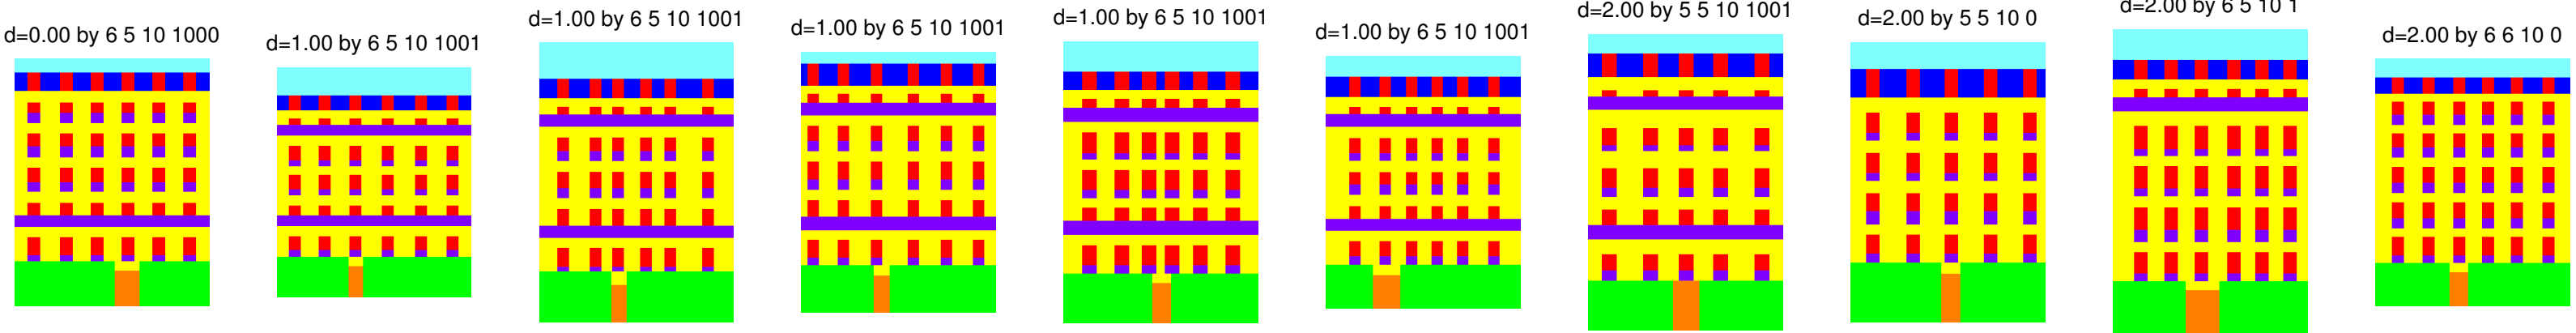 d=0.00 by 6 5 10 1000
d=1.00 by 6 5 10 1001
d=1.00 by 6 5 10 1001
d=1.00 by 6 5 10 1001
d=1.00 by 6 5 10 1001
d=1.00 by 6 5 10 1001
d=2.00 by 5 5 10 1001
d=2.00 by 5 5 10 0
d=2.00 by 6 5 10 1
d=2.00 by 6 6 10 0